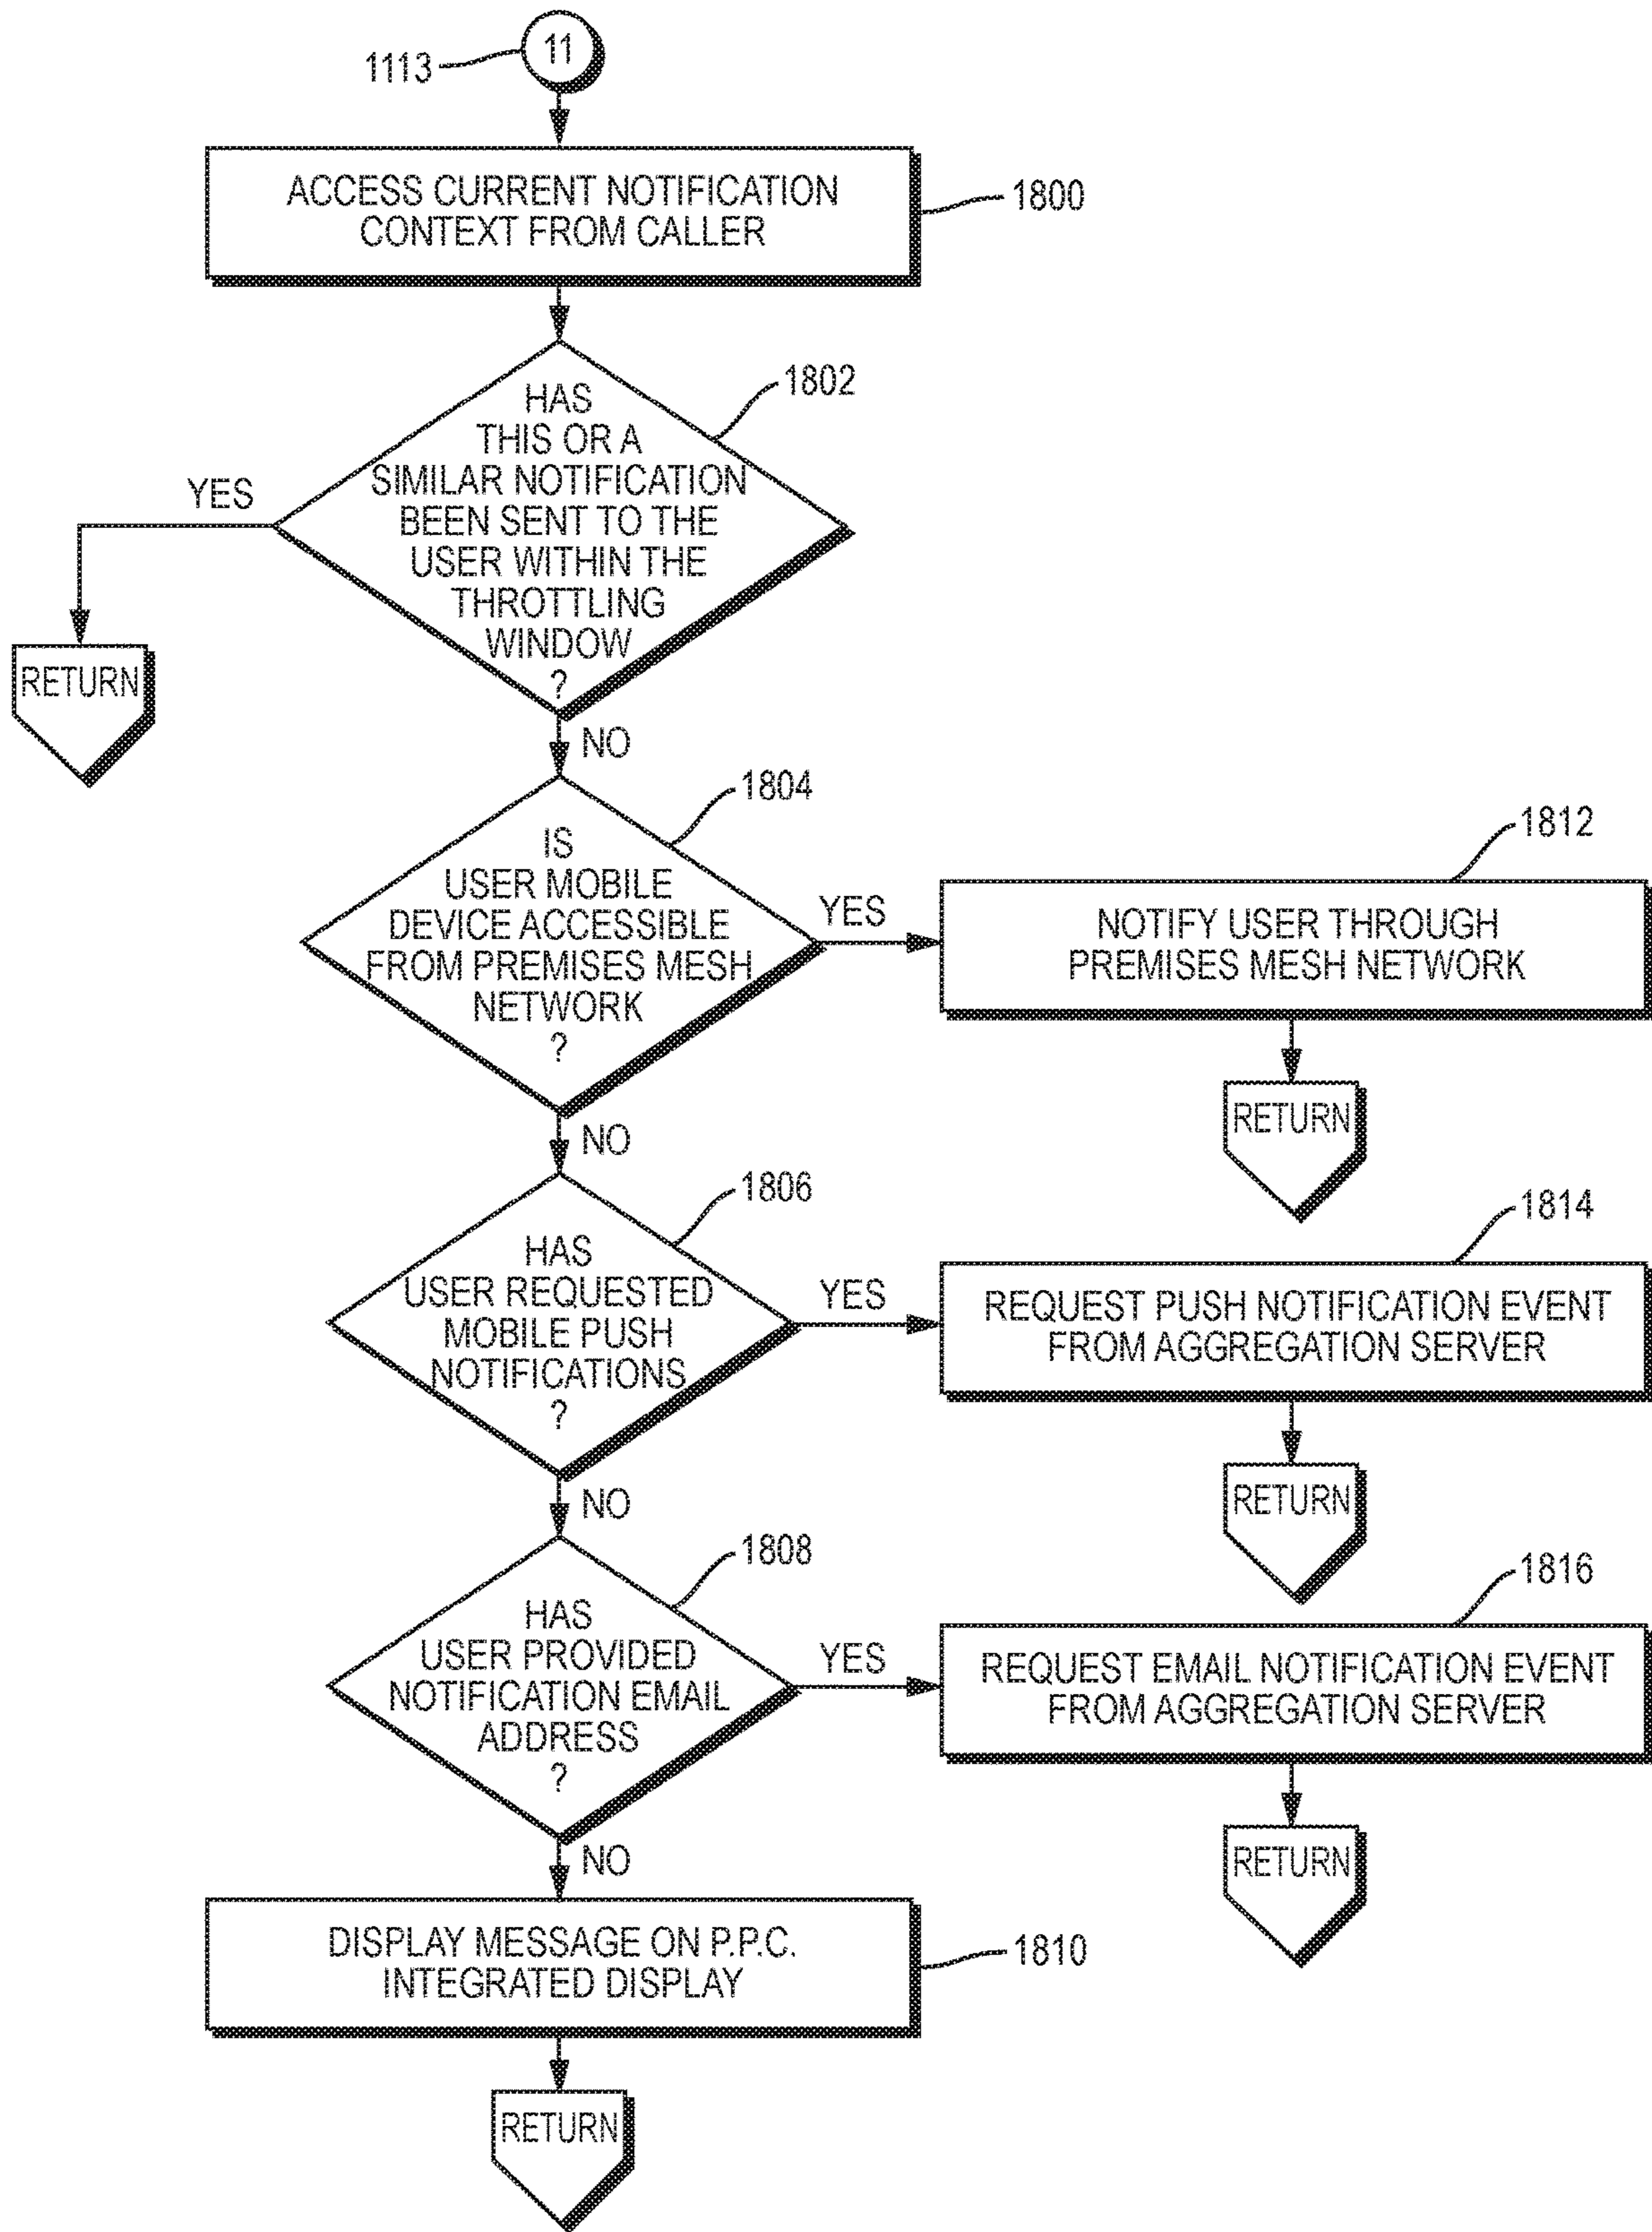 11
1113
ACCESS CURRENT NOTIFICATION
CONTEXT FROM CALLER
1800
HAS
THIS OR A
SIMILAR NOTIFICATION
BEEN SENT TO THE
USER WITHIN THE
THROTTLING
WINDOW
?
1802
YES
RETURN
NO
IS
USER MOBILE
DEVICE ACCESSIBLE
FROM PREMISES MESH
NETWORK
?
1804
YES
NOTIFY USER THROUGH
PREMISES MESH NETWORK
1812
RETURN
NO
HAS
USER REQUESTED
MOBILE PUSH
NOTIFICATIONS
?
1806
YES
REQUEST PUSH NOTIFICATION EVENT
FROM AGGREGATION SERVER
1814
RETURN
NO
HAS
USER PROVIDED
NOTIFICATION EMAIL
ADDRESS
?
1808
YES
REQUEST EMAIL NOTIFICATION EVENT
FROM AGGREGATION SERVER
1816
RETURN
NO
DISPLAY MESSAGE ON P.P.C.
INTEGRATED DISPLAY
1810
RETURN